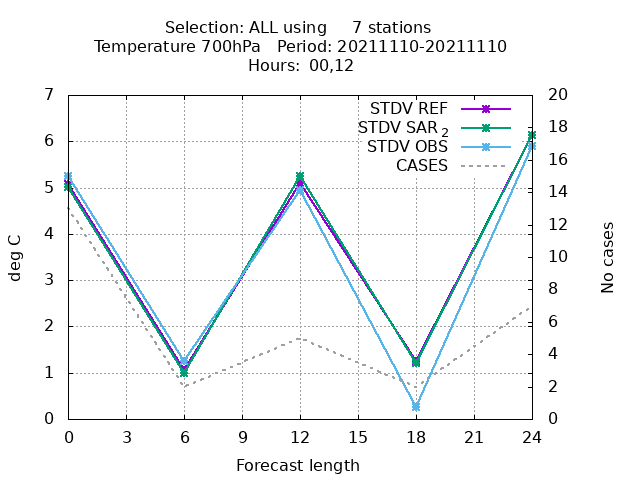 Selection: ALL using     7 stations
Temperature 700hPa   Period: 20211110-20211110
Hours:  00,12
STDV REF
STDV SAR 2
STDV OBS
CASES
deg C
7
6
5
4
3
2
1
0
20
18
16
14
12
10
8
6
4
2
0
No cases
0 3 6 9 12 15 18 21 24
Forecast length